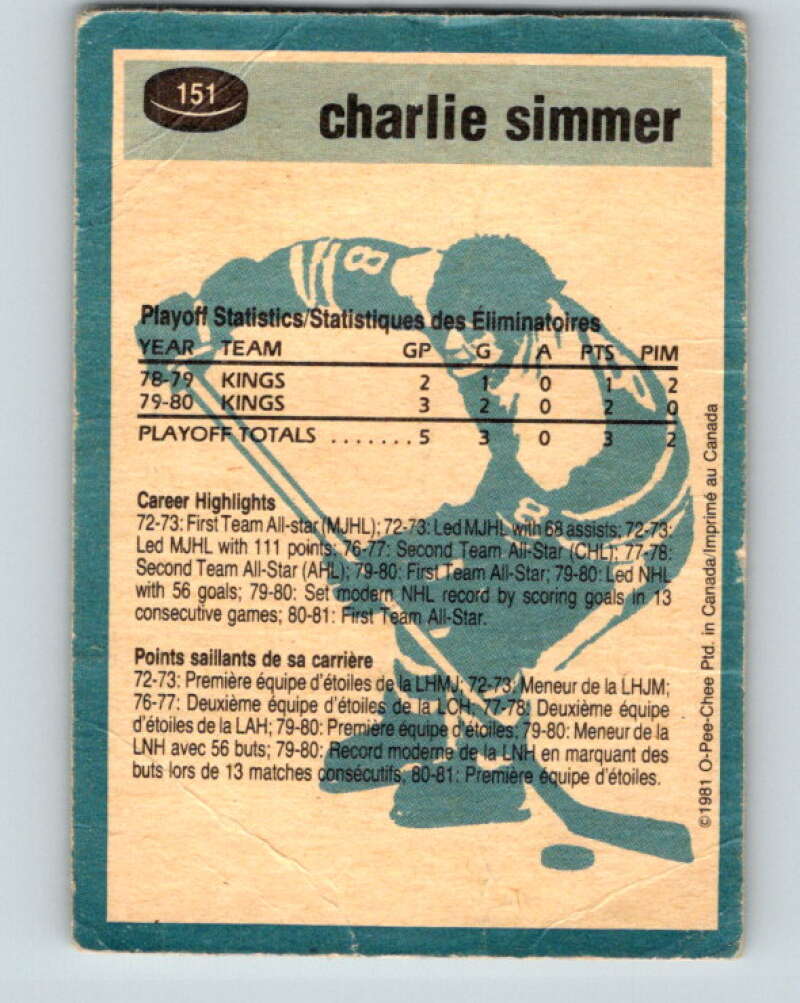 151
charlie simmer
Playoff Statistics/Statistiques des Éliminatoires
YEAR TEAM GP G A PTS PIM
78-79 KINGS 2 1 0 1 2
79-80 KINGS 3 2 0 2 0
PLAYOFF TOTALS ....... 5 3 0 3 2
Career Highlights
72-73: First Team All-star (MJHL); 72-73: Led MJHL with 68 assists; 72-73:
Led MJHL with 111 points; 76-77: Second Team All-Star (CHL); 77-78:
Second Team All-Star (AHL); 79-80: First Team All-Star; 79-80: Led NHL
with 56 goals; 79-80: Set modern NHL record by scoring goals in 13
consecutive games; 80-81: First Team All-Star.
Points saillants de sa carrière
72-73: Première équipe d'étoiles de la LHMJ; 72-73: Meneur de la LHJM;
76-77: Deuxième équipe d'étoiles de la LCH; 77-78: Deuxième équipe
d'étoiles de la LAH; 79-80: Première équipe d'étoiles; 79-80: Meneur de la
LNH avec 56 buts; 79-80: Record moderne de la LNH en marquant des
buts lors de 13 matches consécutifs; 80-81: Première équipe d'étoiles.
©1981 O-Pee-Chee Ptd. in Canada/Imprimé au Canada
8
8